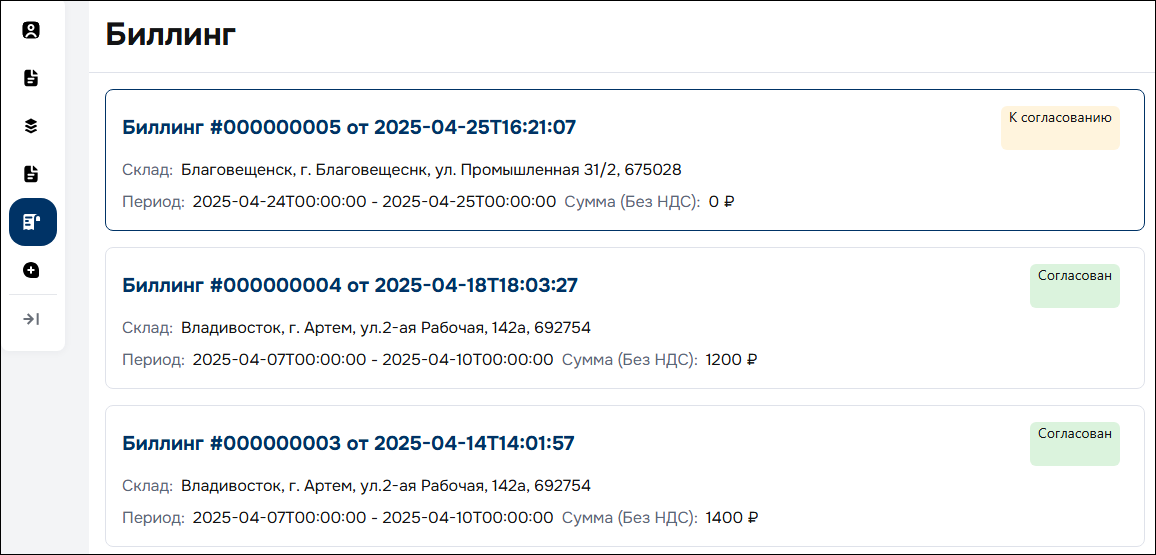 Биллинг
Биллинг #000000005 от 2025-04-25T16:21:07
К согласованию
Склад: Благовещенск, г. Благовещеснк, ул. Промышленная 31/2, 675028
Период: 2025-04-24T00:00:00 - 2025-04-25T00:00:00 Сумма (Без НДС): 0 ₽
Биллинг #000000004 от 2025-04-18T18:03:27
Согласован
Склад: Владивосток, г. Артем, ул.2-ая Рабочая, 142а, 692754
Период: 2025-04-07T00:00:00 - 2025-04-10T00:00:00 Сумма (Без НДС): 1200 ₽
Биллинг #000000003 от 2025-04-14T14:01:57
Согласован
Склад: Владивосток, г. Артем, ул.2-ая Рабочая, 142а, 692754
Период: 2025-04-07T00:00:00 - 2025-04-10T00:00:00 Сумма (Без НДС): 1400 ₽